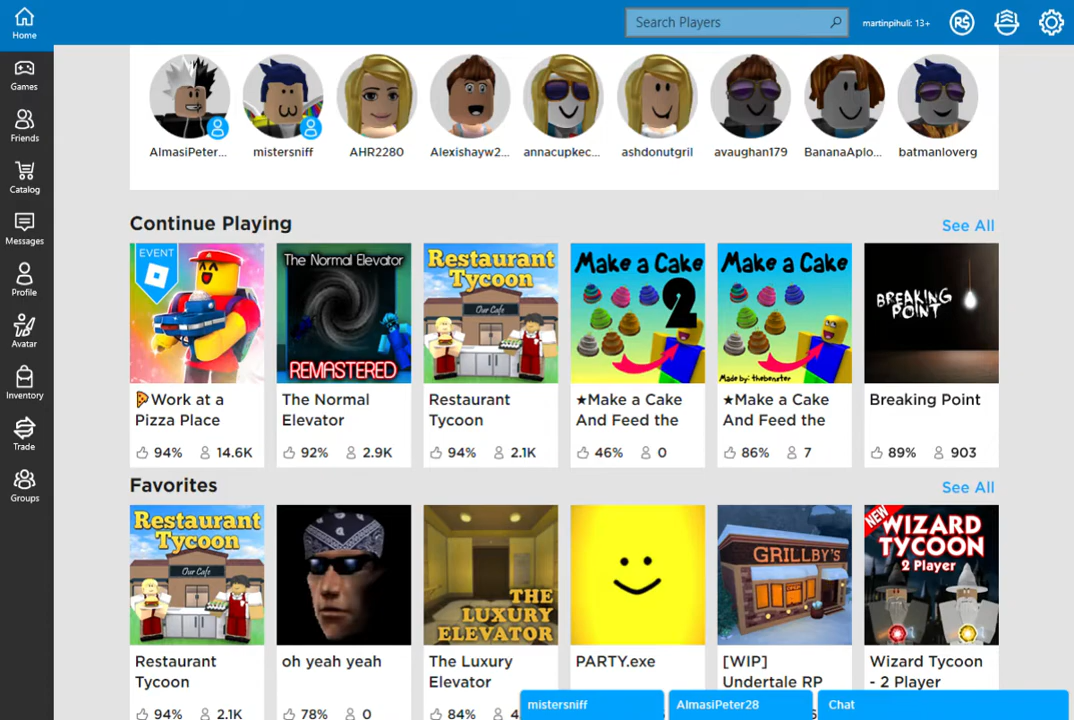 Home
Search Players
martinpihuli: 13+
R$
Games
Friends
Catalog
Messages
Profile
Avatar
Inventory
Trade
Groups
AlmasiPeter...
mistersniff
AHR2280
Alexishayw2...
annacupkec...
ashdonutgril
avaughan179
BananaAplo...
batmanloverg
Continue Playing
See All
EVENT
The Normal Elevator
REMASTERED
Restaurant
Tycoon
Our Cafe
Make a Cake
2
Make a Cake
Made by: thebenster
BREAKING
POINT
Work at a
Pizza Place
94%
14.6K
The Normal
Elevator
92%
2.9K
Restaurant
Tycoon
94%
2.1K
★Make a Cake
And Feed the
46%
0
★Make a Cake
And Feed the
86%
7
Breaking Point
89%
903
Favorites
See All
Restaurant
Tycoon
Our Cafe
THE
LUXURY
ELEVATOR
GRILLBY'S
NEW
WIZARD
TYCOON
2 Player
Restaurant
Tycoon
94%
2.1K
oh yeah yeah
78%
0
The Luxury
Elevator
84%
PARTY.exe
[WIP]
Undertale RP
Wizard Tycoon
- 2 Player
mistersniff
AlmasiPeter28
Chat